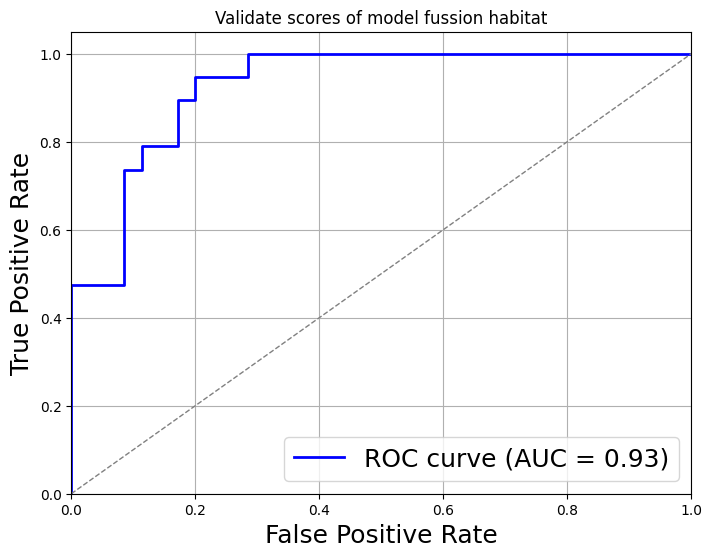 Validate scores of model fussion habitat
1.0
0.8
0.6
0.4
0.2
0.0
True Positive Rate
ROC curve (AUC = 0.93)
0.0 0.2 0.4 0.6 0.8 1.0
False Positive Rate